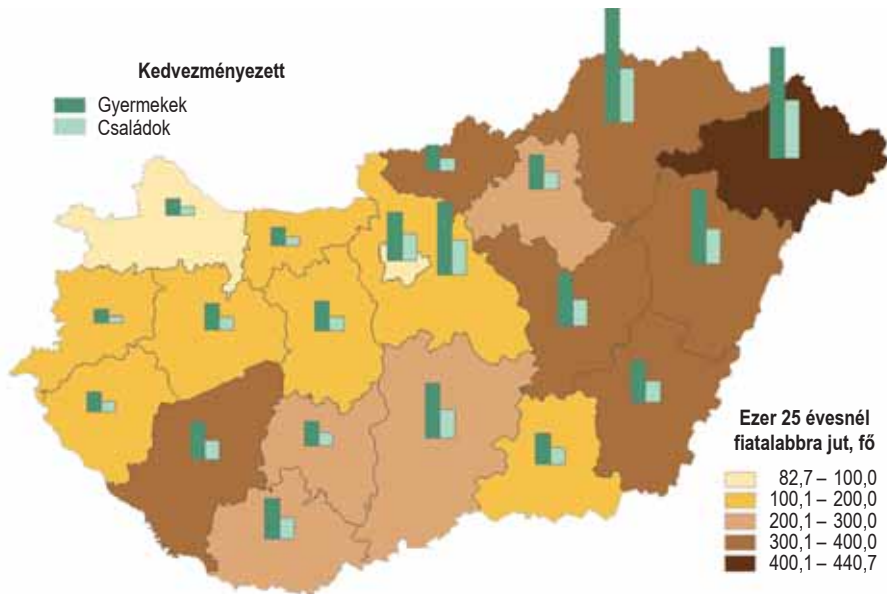 Kedvezményezett
Gyermekek
Családok
Ezer 25 évesnél
fiatalabbra jut, fő
82,7 – 100,0
100,1 – 200,0
200,1 – 300,0
300,1 – 400,0
400,1 – 440,7